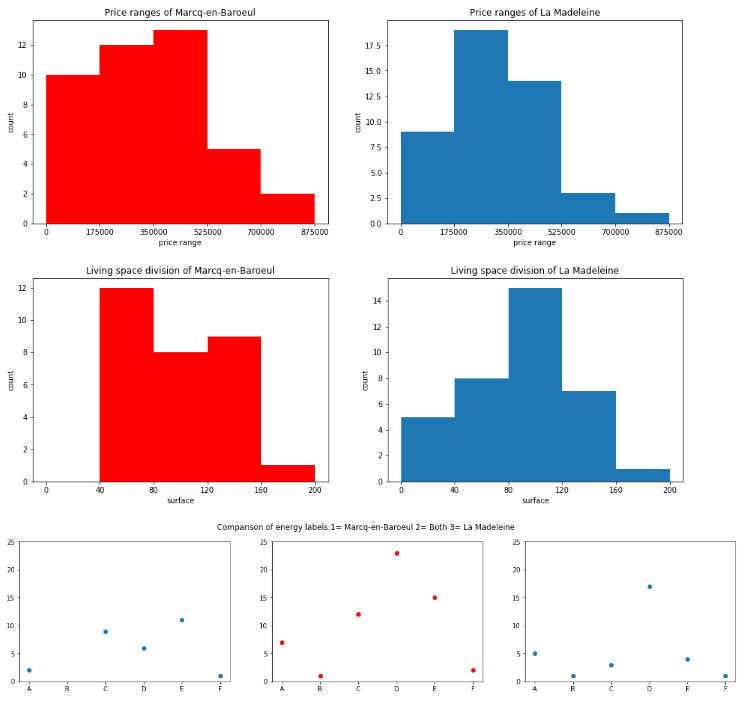 Price ranges of Marcq-en-Baroeul
12
10
8
6
4
2
0
count
0 175000 350000 525000 700000 875000
price range
Price ranges of La Madeleine
17.5
15.0
12.5
10.0
7.5
5.0
2.5
0.0
count
0 175000 350000 525000 700000 875000
price range
Living space division of Marcq-en-Baroeul
12
10
8
6
4
2
0
count
0 40 80 120 160 200
surface
Living space division of La Madeleine
14
12
10
8
6
4
2
0
count
0 40 80 120 160 200
surface
Comparison of energy labels:1= Marcq-en-Baroeul 2= Both 3= La Madeleine
25
20
15
10
5
0
A B C D E F
25
20
15
10
5
0
A B C D E F
25
20
15
10
5
0
A B C D E F